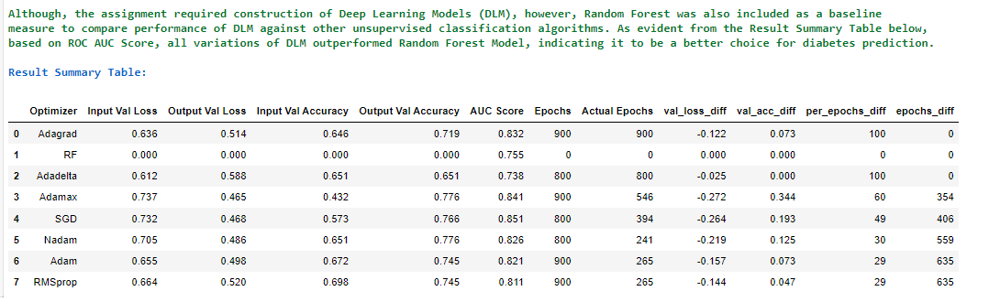 Although, the assignment required construction of Deep Learning Models (DLM), however, Random Forest was also included as a baseline
measure to compare performance of DLM against other unsupervised classification algorithms. As evident from the Result Summary Table below,
based on ROC AUC Score, all variations of DLM outperformed Random Forest Model, indicating it to be a better choice for diabetes prediction.
Result Summary Table:
Optimizer Input Val Loss Output Val Loss Input Val Accuracy Output Val Accuracy AUC Score Epochs Actual Epochs val_loss_diff val_acc_diff per_epochs_diff epochs_diff
0 Adagrad 0.636 0.514 0.646 0.719 0.832 900 900 -0.122 0.073 100 0
1 RF 0.000 0.000 0.000 0.000 0.755 0 0 0.000 0.000 0 0
2 Adadelta 0.612 0.588 0.651 0.651 0.738 800 800 -0.025 0.000 100 0
3 Adamax 0.737 0.465 0.432 0.776 0.841 900 546 -0.272 0.344 60 354
4 SGD 0.732 0.468 0.573 0.766 0.851 800 394 -0.264 0.193 49 406
5 Nadam 0.705 0.486 0.651 0.776 0.826 800 241 -0.219 0.125 30 559
6 Adam 0.655 0.498 0.672 0.745 0.821 900 265 -0.157 0.073 29 635
7 RMSprop 0.664 0.520 0.698 0.745 0.811 900 265 -0.144 0.047 29 635